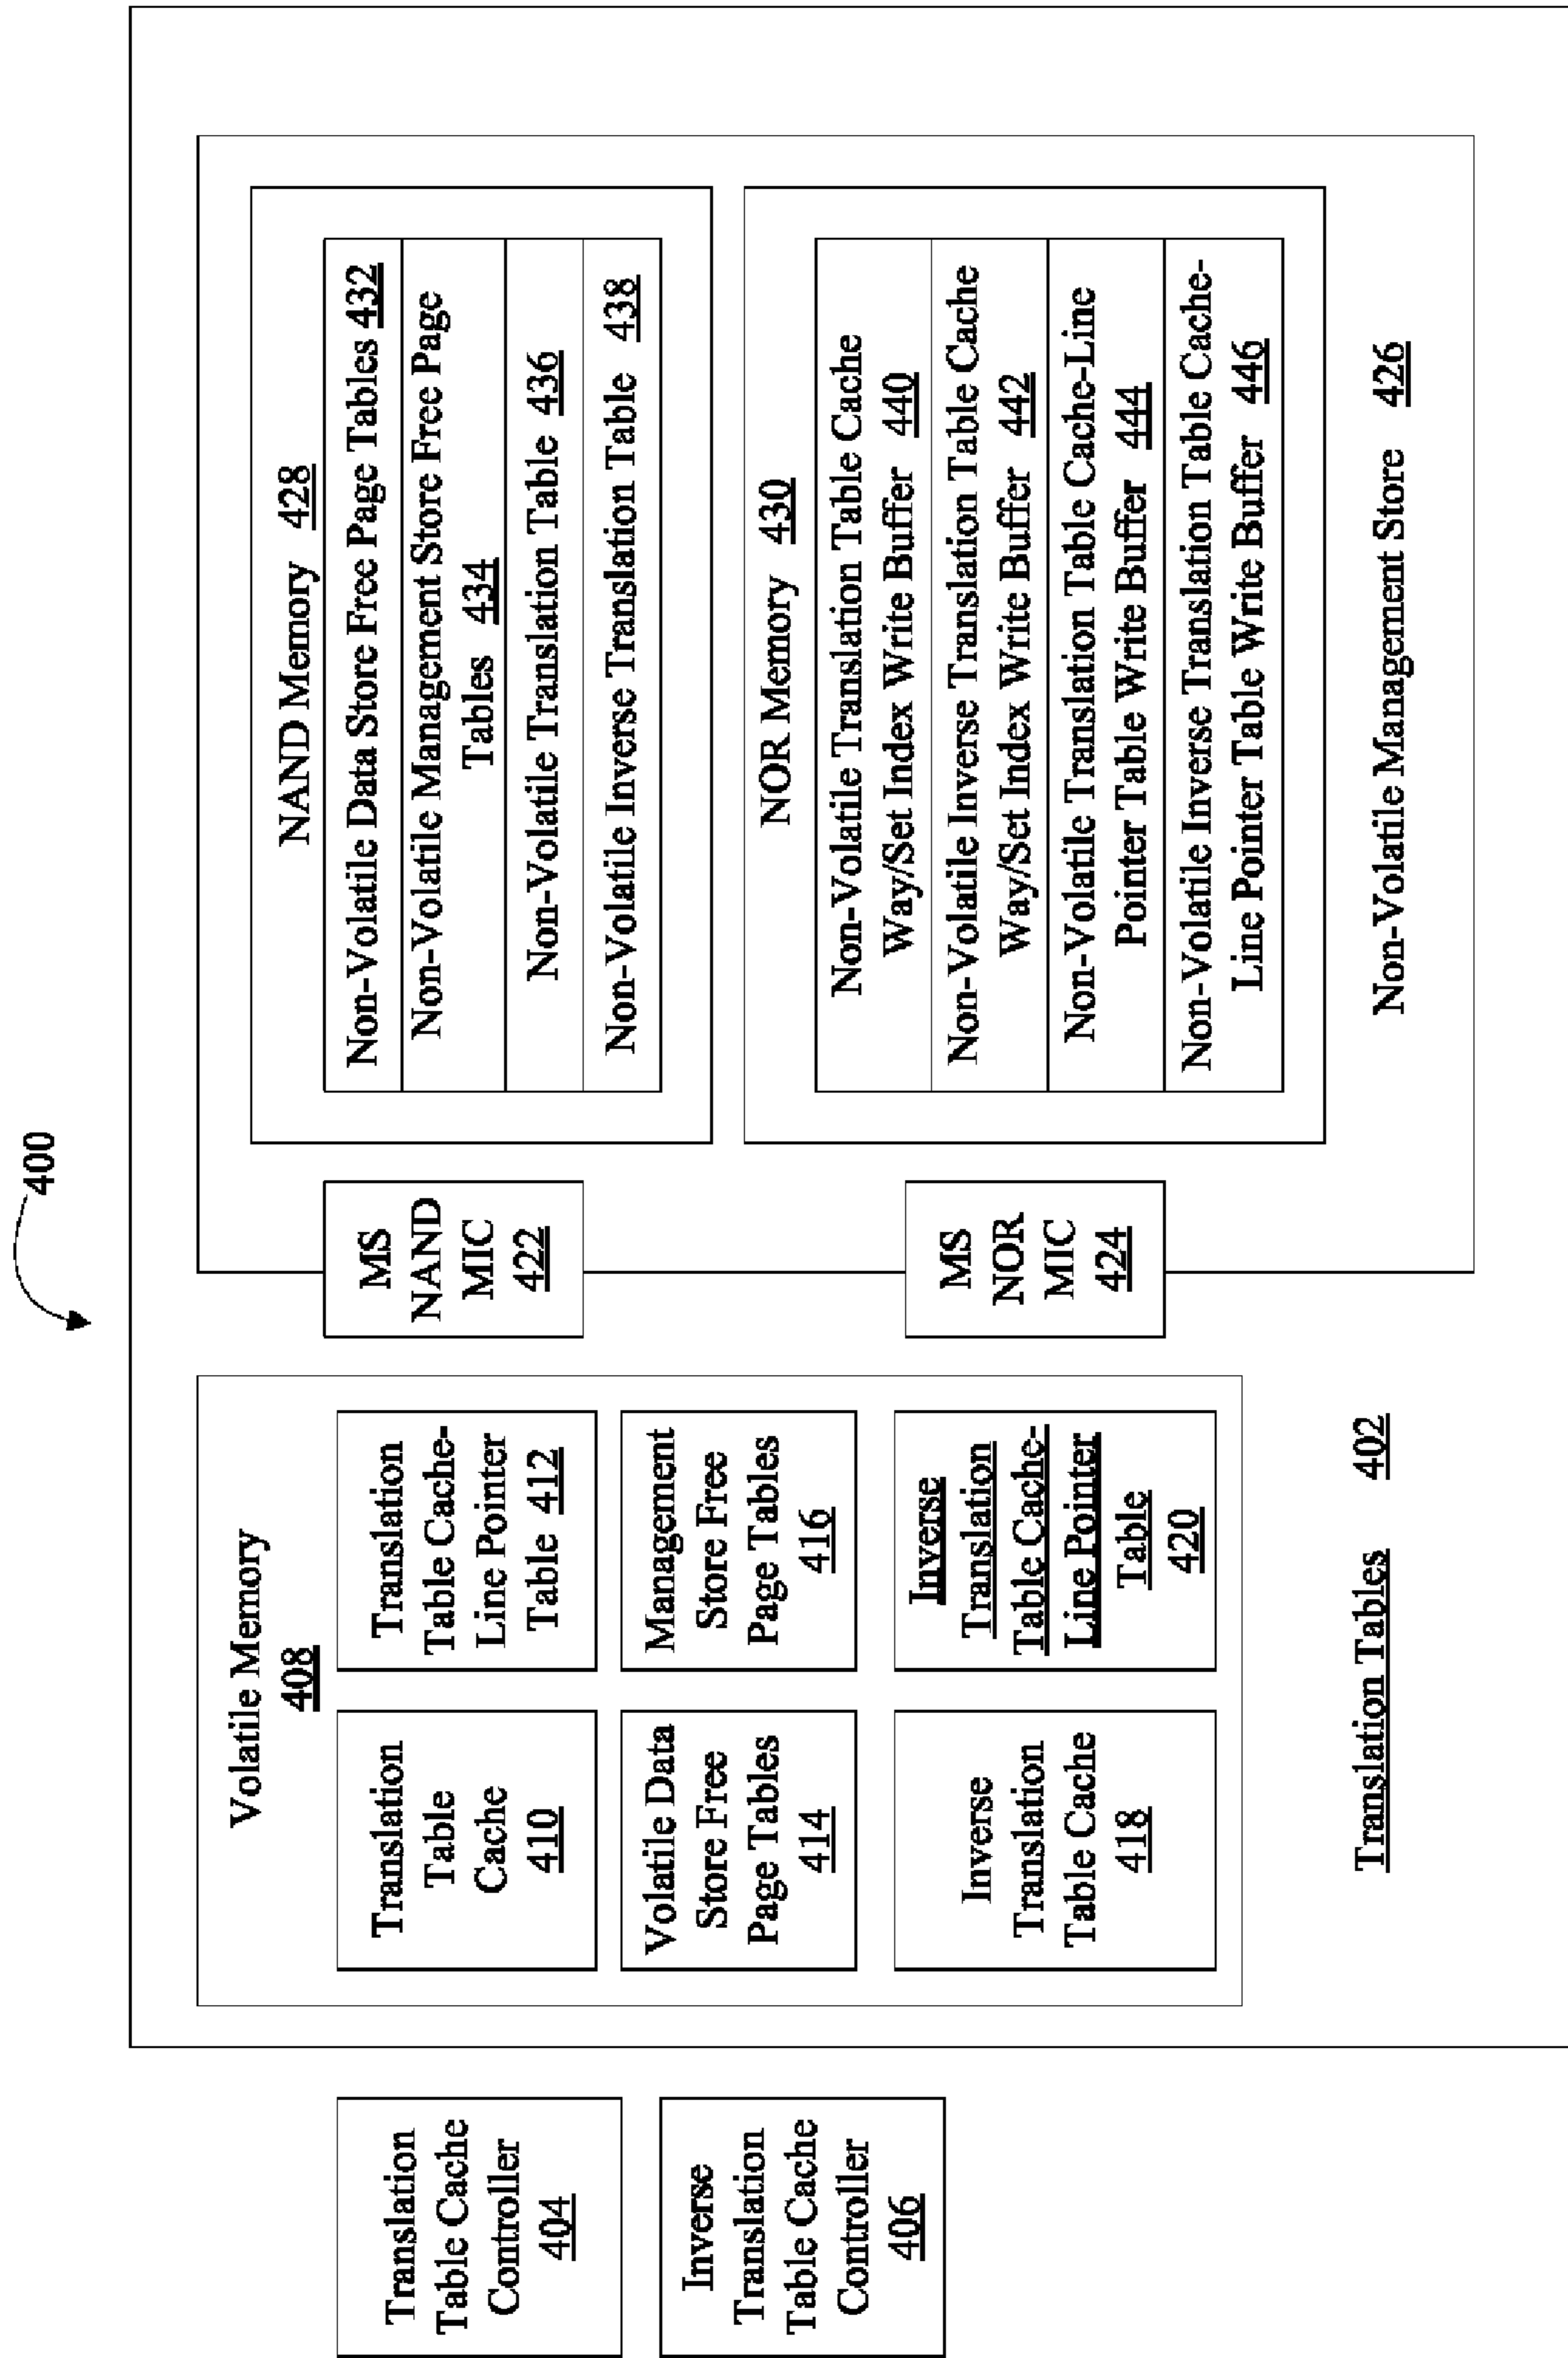 400
Translation
Table Cache
Controller
404
Inverse
Translation
Table Cache
Controller
406
Volatile Memory
408
Translation
Table
Cache
410
Translation
Table Cache-
Line Pointer
Table 412
Volatile Data
Store Free
Page Tables
414
Management
Store Free
Page Tables
416
Inverse
Translation
Table Cache
418
Inverse
Translation
Table Cache-
Line Pointer
Table
420
Translation Tables 402
MS
NAND
MIC
422
MS
NOR
MIC
424
NAND Memory 428
Non-Volatile Data Store Free Page Tables 432
Non-Volatile Management Store Free Page
Tables 434
Non-Volatile Translation Table 436
Non-Volatile Inverse Translation Table 438
NOR Memory 430
Non-Volatile Translation Table Cache
Way/Set Index Write Buffer 440
Non-Volatile Inverse Translation Table Cache
Way/Set Index Write Buffer 442
Non-Volatile Translation Table Cache-Line
Pointer Table Write Buffer 444
Non-Volatile Inverse Translation Table Cache-
Line Pointer Table Write Buffer 446
Non-Volatile Management Store 426